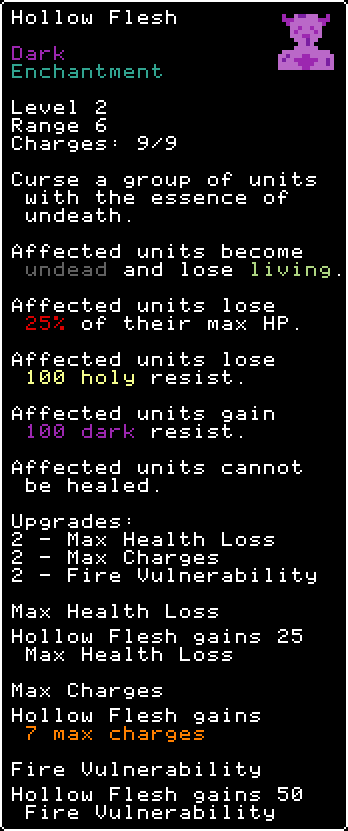 Hollow Flesh
Dark
Enchantment
Level 2
Range 6
Charges: 9/9
Curse a group of units
with the essence of
undeath.
Affected units become
undead and lose living.
Affected units lose
25% of their max HP.
Affected units lose
100 holy resist.
Affected units gain
100 dark resist.
Affected units cannot
be healed.
Upgrades:
2 - Max Health Loss
2 - Max Charges
2 - Fire Vulnerability
Max Health Loss
Hollow Flesh gains 25
Max Health Loss
Max Charges
Hollow Flesh gains
7 max charges
Fire Vulnerability
Hollow Flesh gains 50
Fire Vulnerability